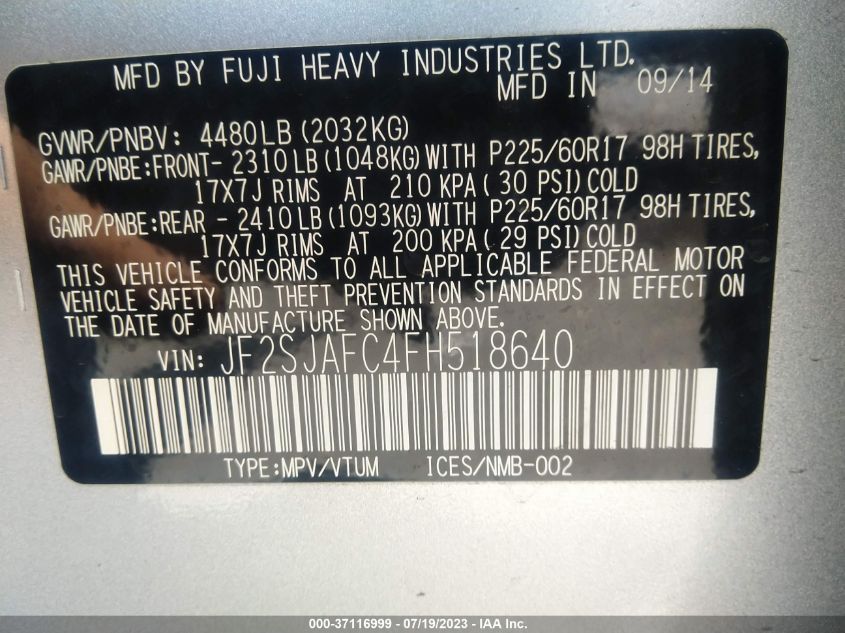 MFD BY FUJI HEAVY INDUSTRIES LTD.
MFD IN 09/14
GVWR/PNBV: 4480LB (2032KG)
GAWR/PNBE:FRONT- 2310LB (1048KG)WITH P225/60R17 98H TIRES,
17X7J RIMS AT 210 KPA( 30 PSI)COLD
GAWR/PNBE:REAR - 2410LB (1093KG)WITH P225/60R17 98H TIRES,
17X7J RIMS AT 200 KPA( 29 PSI)COLD
THIS VEHICLE CONFORMS TO ALL APPLICABLE FEDERAL MOTOR
VEHICLE SAFETY AND THEFT PREVENTION STANDARDS IN EFFECT ON
THE DATE OF MANUFACTURE SHOWN ABOVE.
VIN: JF2SJAFC4FH518640
TYPE:MPV/VTUM ICES/NMB-002
000-37116999 / 07/19/2023 - IAA Inc.